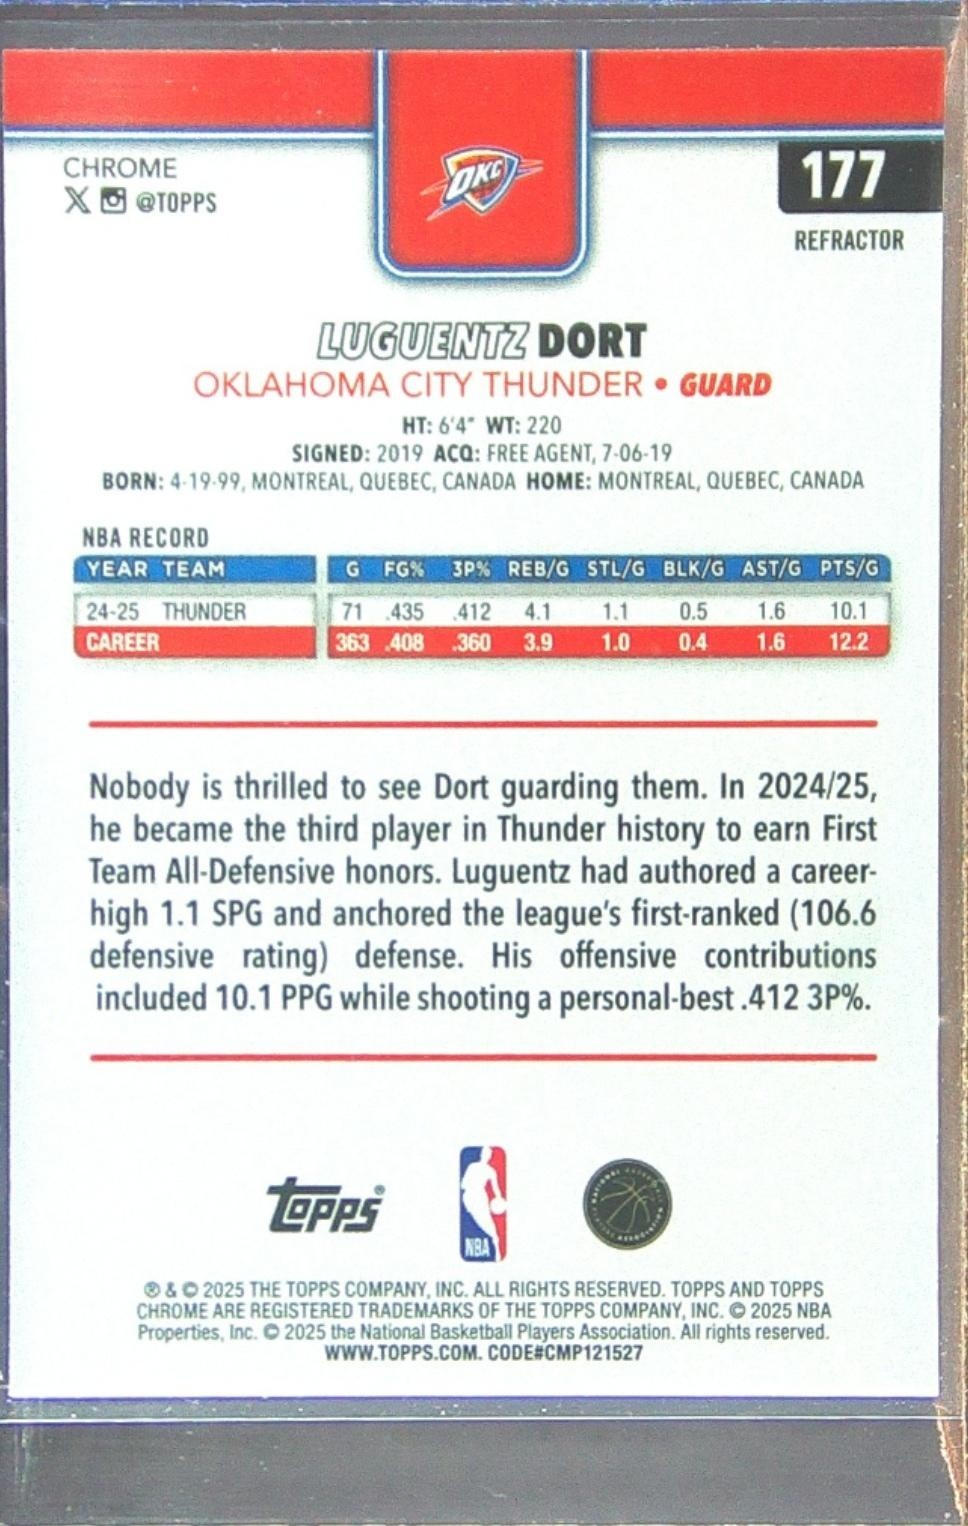 CHROME
X @TOPPS
OKC
177
REFRACTOR
LUGUENTZ DORT
OKLAHOMA CITY THUNDER • GUARD
HT: 6'4" WT: 220
SIGNED: 2019 ACQ: FREE AGENT, 7-06-19
BORN: 4-19-99, MONTREAL, QUEBEC, CANADA HOME: MONTREAL, QUEBEC, CANADA
NBA RECORD
YEAR TEAM G FG% 3P% REB/G STL/G BLK/G AST/G PTS/G
24-25 THUNDER 71 .435 .412 4.1 1.1 0.5 1.6 10.1
CAREER 363 .408 .360 3.9 1.0 0.4 1.6 12.2
Nobody is thrilled to see Dort guarding them. In 2024/25,
he became the third player in Thunder history to earn First
Team All-Defensive honors. Luguentz had authored a career-
high 1.1 SPG and anchored the league's first-ranked (106.6
defensive rating) defense. His offensive contributions
included 10.1 PPG while shooting a personal-best .412 3P%.
Topps®
NBA
NATIONAL BASKETBALL PLAYERS ASSOCIATION
® & © 2025 THE TOPPS COMPANY, INC. ALL RIGHTS RESERVED. TOPPS AND TOPPS
CHROME ARE REGISTERED TRADEMARKS OF THE TOPPS COMPANY, INC. © 2025 NBA
Properties, Inc. © 2025 the National Basketball Players Association. All rights reserved.
WWW.TOPPS.COM. CODE#CMP121527